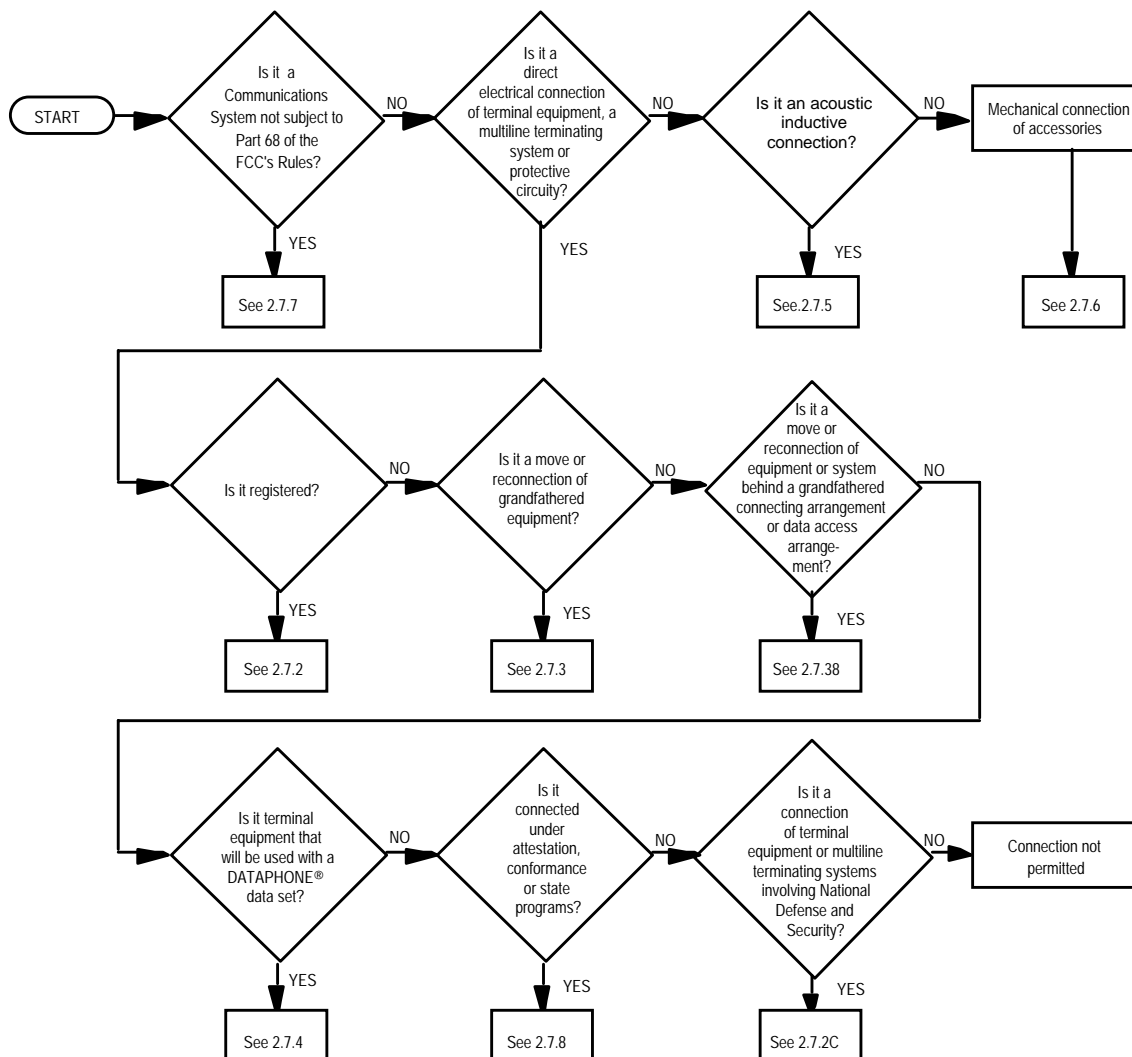 START
Is it a
Communications
System not subject to
Part 68 of the
FCC's Rules?
NO
YES
See 2.7.7
Is it a
direct
electrical connection
of terminal equipment, a
multiline terminating
system or
protective
circuity?
NO
YES
Is it an acoustic
inductive
connection?
NO
YES
See.2.7.5
Mechanical connection
of accessories
See 2.7.6
Is it registered?
NO
YES
See 2.7.2
Is it a move or
reconnection of
grandfathered
equipment?
NO
YES
See 2.7.3
Is it a
move or
reconnection of
equipment or system
behind a grandfathered
connecting arrangement
or data access
arrange-
ment?
NO
YES
See 2.7.38
Is it terminal
equipment that
will be used with a
DATAPHONE®
data set?
NO
YES
See 2.7.4
Is it
connected
under
attestation,
conformance
or state
programs?
NO
YES
See 2.7.8
Is it a
connection
of terminal
equipment or multiline
terminating systems
involving National
Defense and
Security?
NO
YES
See 2.7.2C
Connection not
permitted